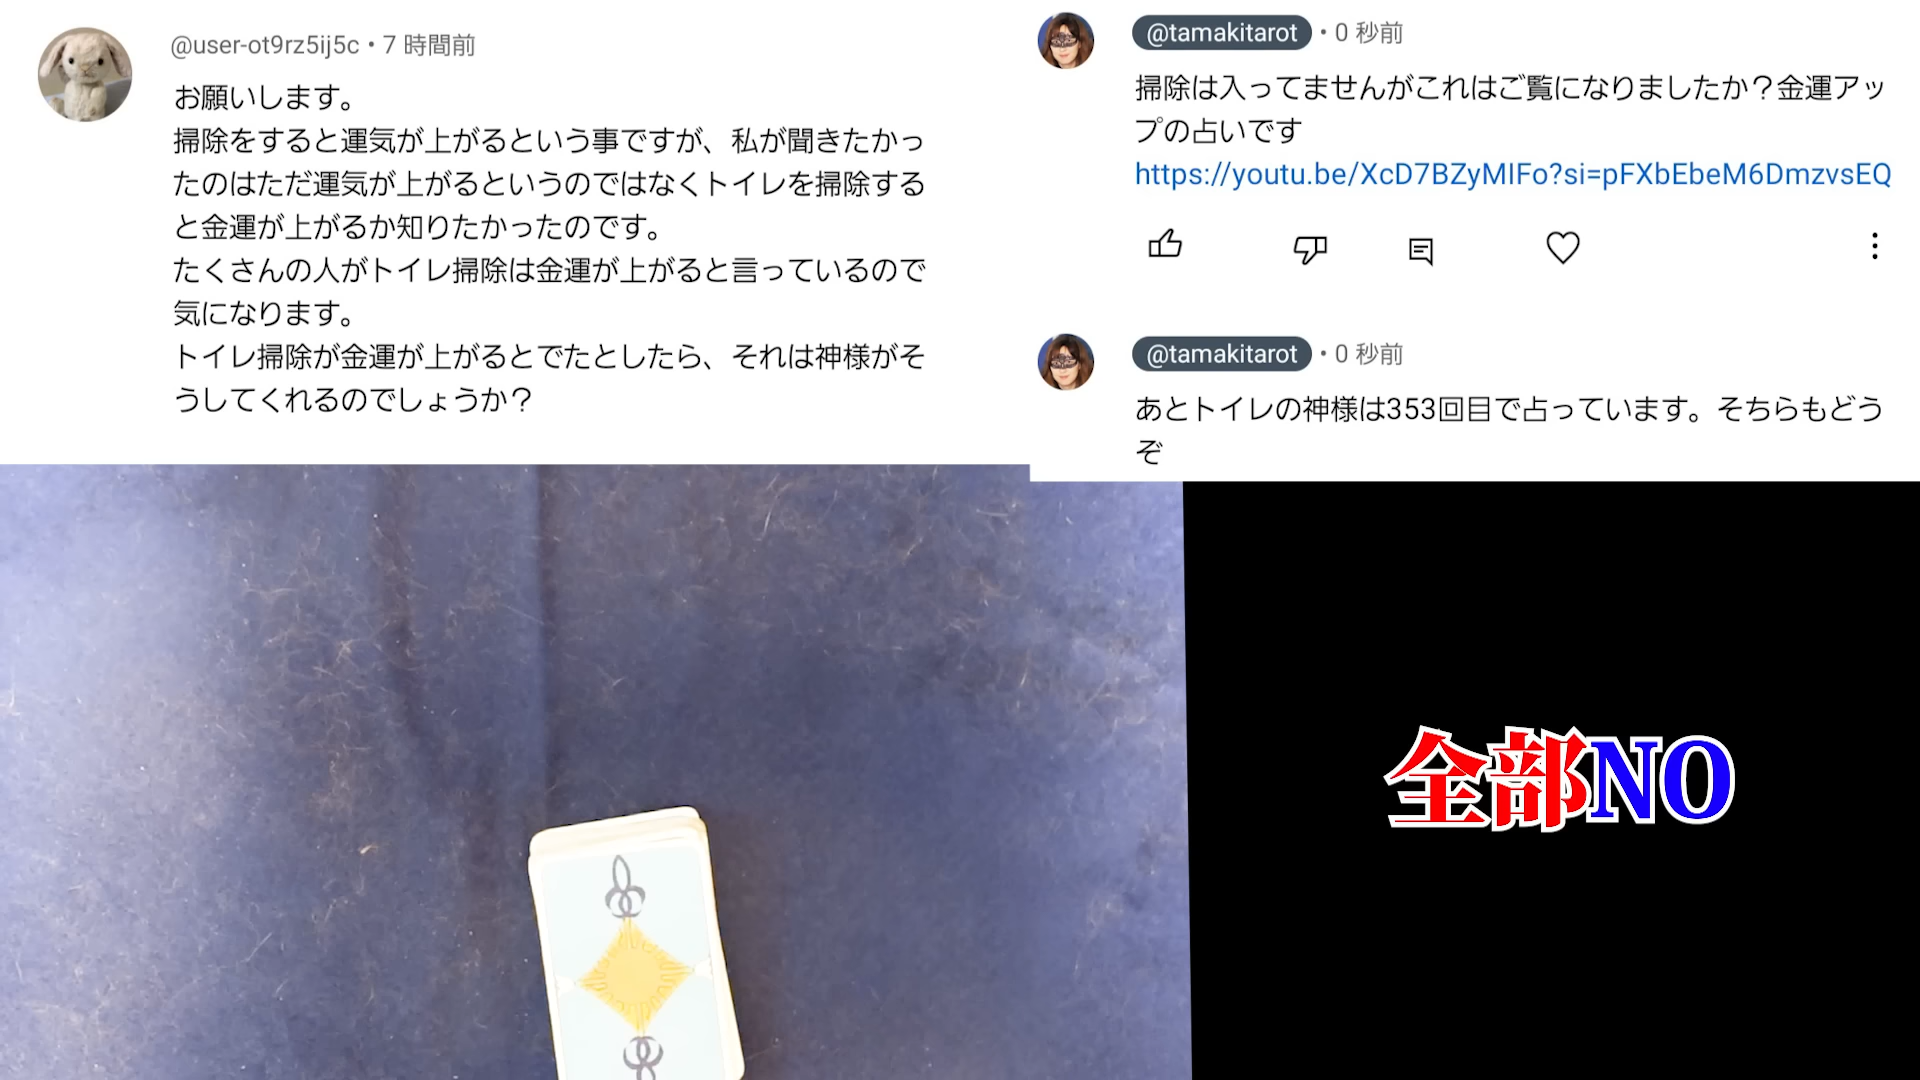 @user-ot9rz5ij5c・7 時間前
お願いします。
掃除をすると運気が上がるという事ですが、私が聞きたかっ
たのはただ運気が上がるというのではなくトイレを掃除する
と金運が上がるか知りたかったのです。
たくさんの人がトイレ掃除は金運が上がると言っているので
気になります。
トイレ掃除が金運が上がるとでたとしたら、それは神様がそ
うしてくれるのでしょうか？
@tamakitarot・0 秒前
掃除は入ってませんがこれはご覧になりましたか？金運アッ
プの占いです
https://youtu.be/XcD7BZyMIFo?si=pFXbEbeM6DmzvsEQ
@tamakitarot・0 秒前
あとトイレの神様は353回目で占っています。そちらもどう
ぞ
全部NO